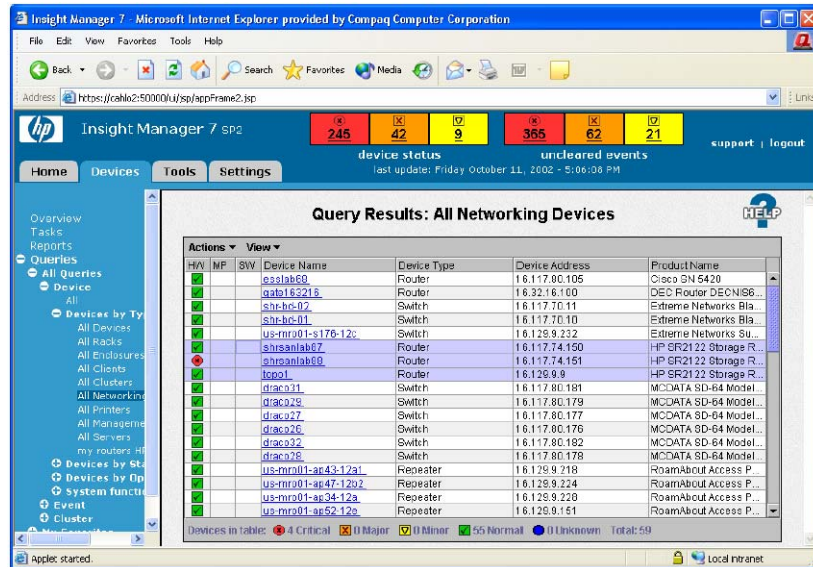 Insight Manager 7 - Microsoft Internet Explorer provided by Compaq Computer Corporation
File Edit View Favorites Tools Help
Back Search Favorites Media
Address https://cahlo2:50000/ui/jsp/appFrame2.jsp Links
hp Insight Manager 7 SP2
245 42 9 365 62 21
device status uncleared events
last update: Friday October 11, 2002 - 5:06:08 PM
support | logout
Home Devices Tools Settings
Overview
Tasks
Reports
Queries
All Queries
Device
All
Devices by Typ
All Devices
All Racks
All Enclosures
All Clients
All Clusters
All Networking
All Printers
All Manageme
All Servers
my routers HP
Devices by Sta
Devices by Op
System functi
Event
Cluster
Query Results: All Networking Devices
HELP
Actions View
HW MP SW Device Name Device Type Device Address Product Name
esslab68 Router 16.117.80.105 Cisco SN 5420
gate163216 Router 16.32.16.100 DEC Router DECNIS6...
shr-bd-02 Switch 16.117.70.11 Extreme Networks Bla...
shr-bd-01 Switch 16.117.70.10 Extreme Networks Bla...
us-mro01-s176-12c Switch 16.129.9.232 Extreme Networks Su...
shrsanlab87 Router 16.117.74.150 HP SR2122 Storage R...
shrsanlab88 Router 16.117.74.151 HP SR2122 Storage R...
topo1 Router 16.129.9.9 HP SR2122 Storage R...
draco31 Switch 16.117.80.181 MCDATA SD-64 Model...
draco29 Switch 16.117.80.179 MCDATA SD-64 Model...
draco27 Switch 16.117.80.177 MCDATA SD-64 Model...
draco26 Switch 16.117.80.176 MCDATA SD-64 Model...
draco32 Switch 16.117.80.182 MCDATA SD-64 Model...
draco28 Switch 16.117.80.178 MCDATA SD-64 Model...
us-mro01-ap43-12a1 Repeater 16.129.9.218 RoamAbout Access P...
us-mro01-ap47-12b2 Repeater 16.129.9.224 RoamAbout Access P...
us-mro01-ap34-12a Repeater 16.129.9.228 RoamAbout Access P...
us-mro01-ap52-12e Repeater 16.129.9.151 RoamAbout Access P...
Devices in table: 4 Critical 0 Major 0 Minor 55 Normal 0 Unknown Total: 59
Applet started. Local intranet